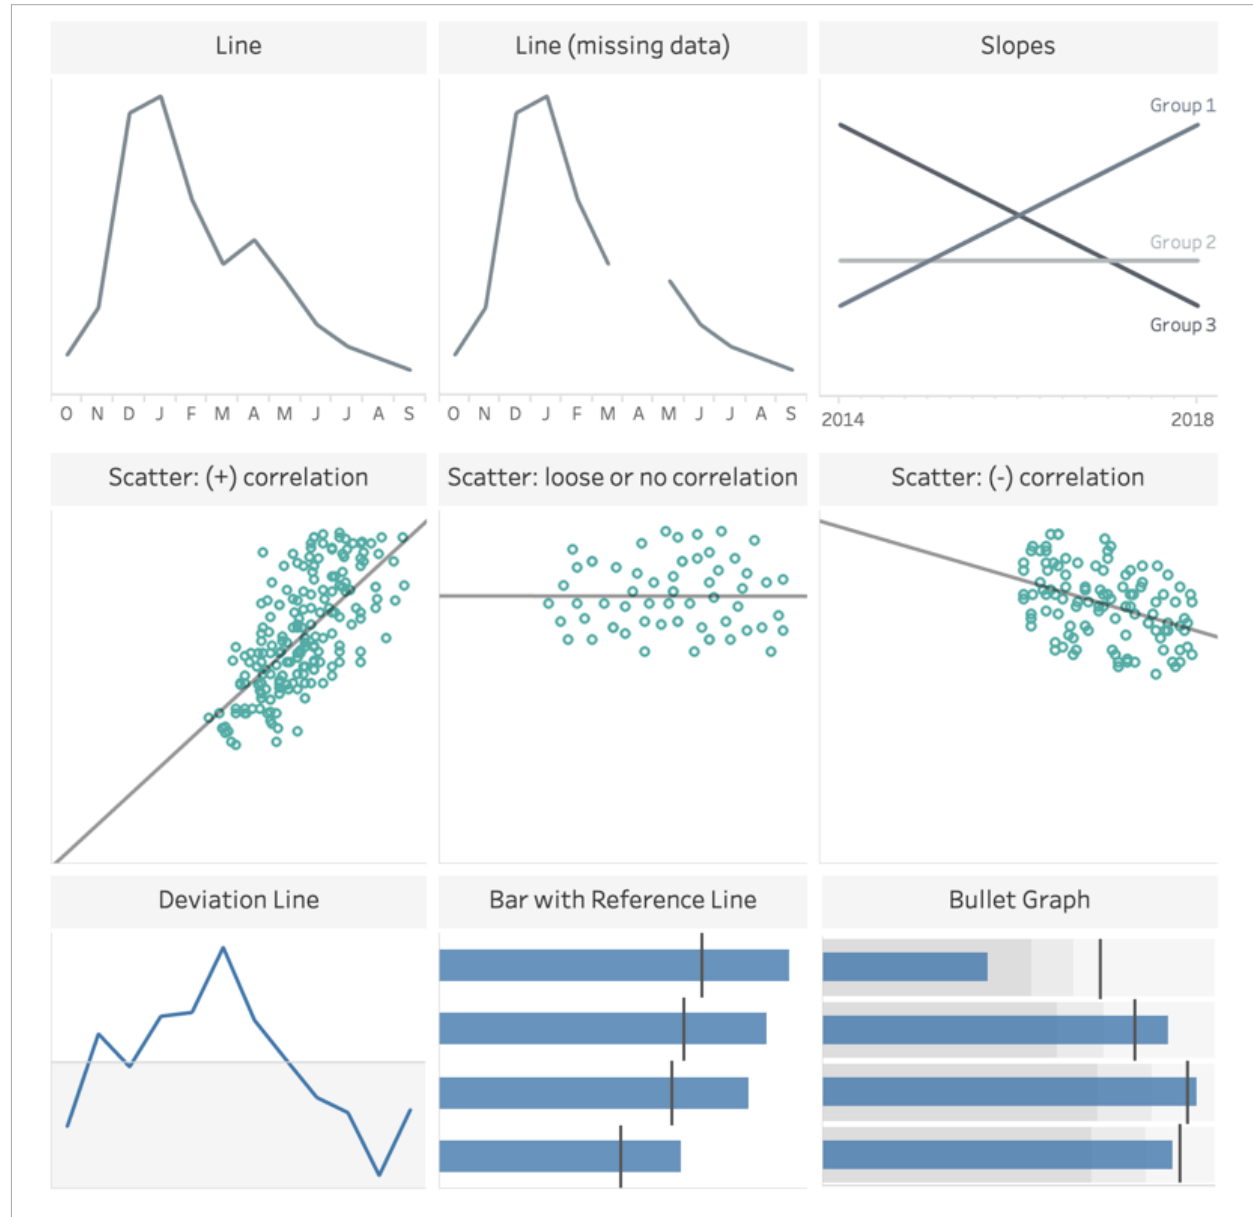 Line
Line (missing data)
Slopes
Group 1
Group 2
Group 3
O N D J F M A M J J A S
O N D J F M A M J J A S
2014 2018
Scatter: (+) correlation
Scatter: loose or no correlation
Scatter: (-) correlation
Deviation Line
Bar with Reference Line
Bullet Graph